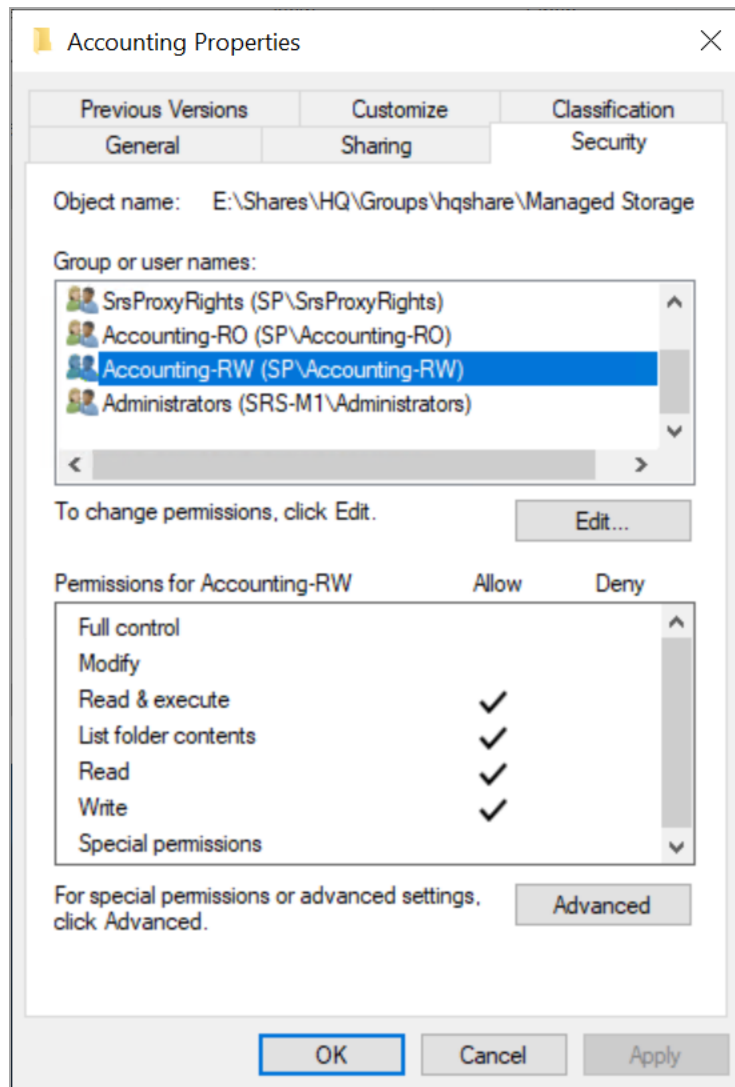 Accounting Properties
Previous Versions Customize Classification
General Sharing Security
Object name: E:\Shares\HQ\Groups\hqshare\Managed Storage
Group or user names:
SrsProxyRights (SP\SrsProxyRights)
Accounting-RO (SP\Accounting-RO)
Accounting-RW (SP\Accounting-RW)
Administrators (SRS-M1\Administrators)
To change permissions, click Edit. Edit...
Permissions for Accounting-RW Allow Deny
Full control
Modify
Read & execute
List folder contents
Read
Write
Special permissions
For special permissions or advanced settings,
click Advanced. Advanced
OK Cancel Apply